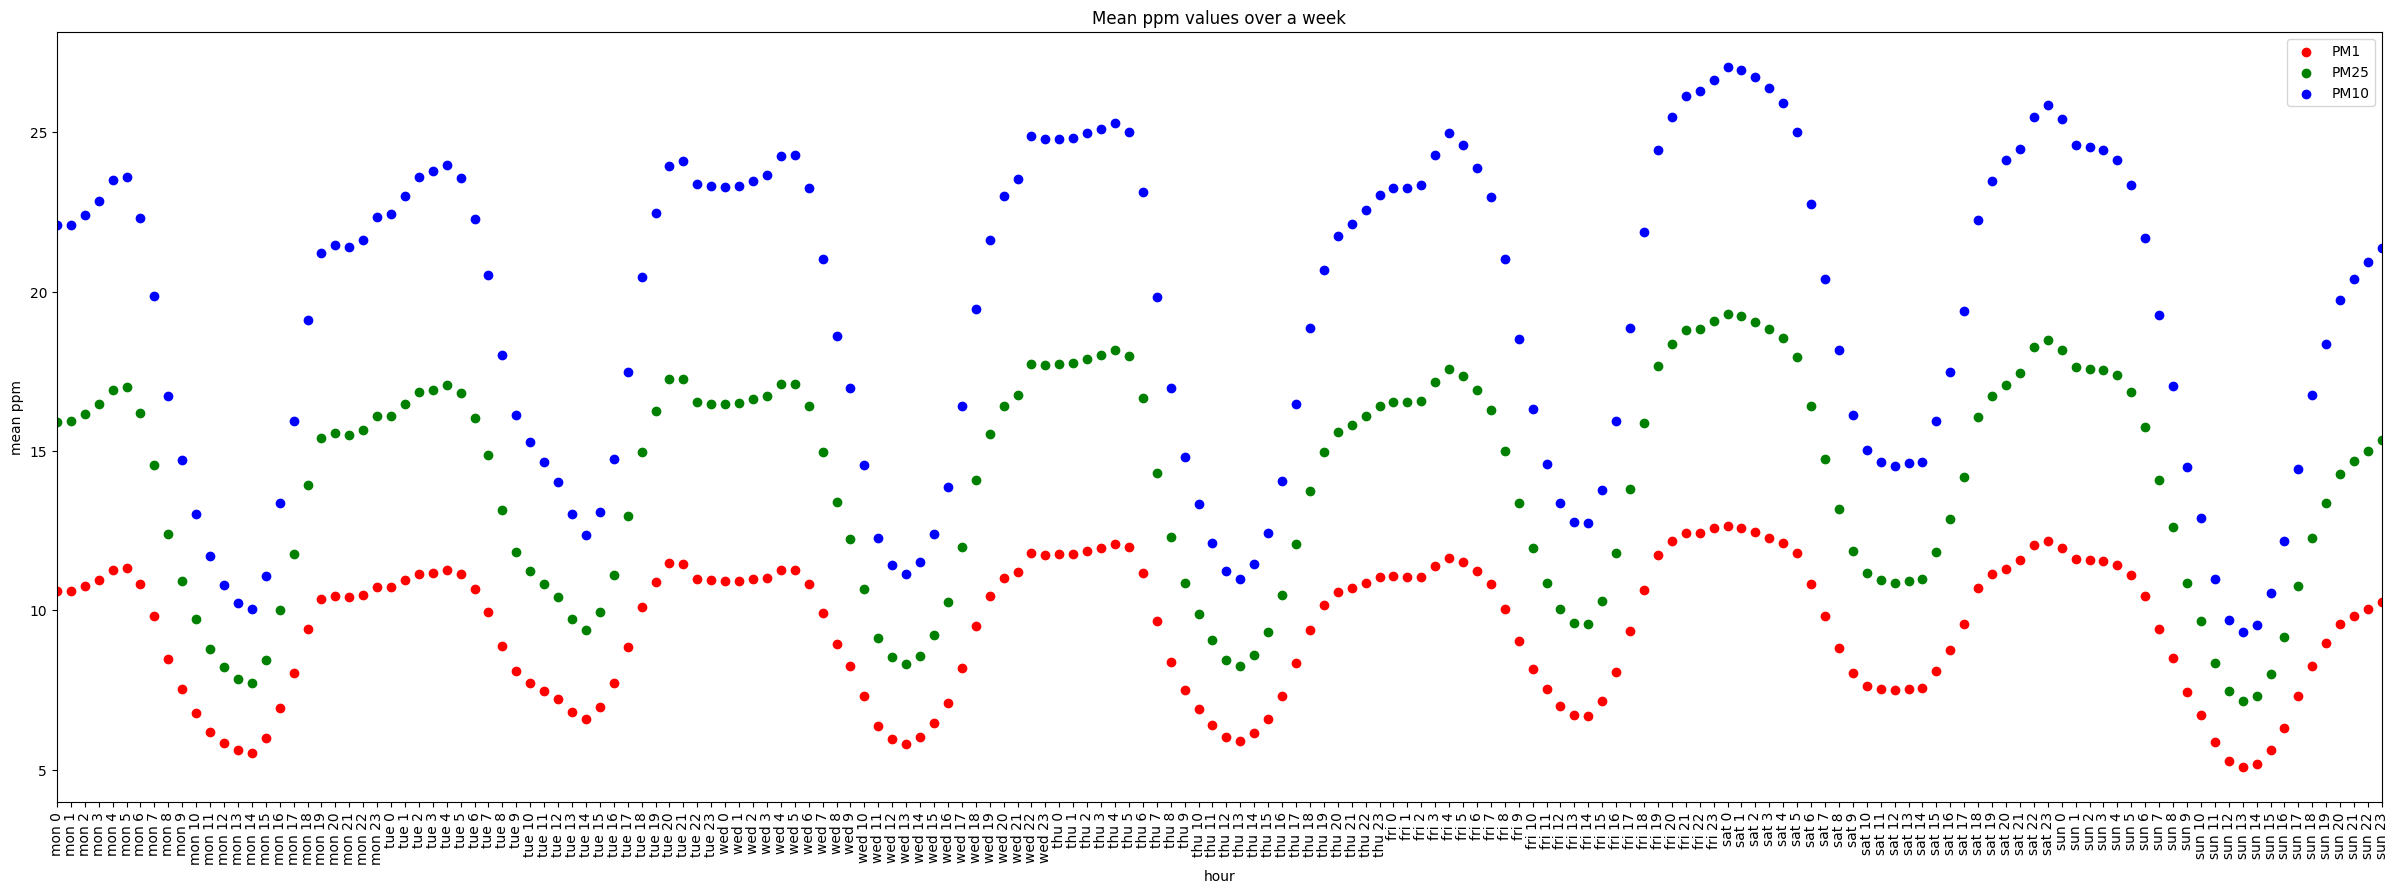 Mean ppm values over a week
PM1
PM25
PM10
mean ppm
25
20
15
10
5
mon 0
mon 1
mon 2
mon 3
mon 4
mon 5
mon 6
mon 7
mon 8
mon 9
mon 10
mon 11
mon 12
mon 13
mon 14
mon 15
mon 16
mon 17
mon 18
mon 19
mon 20
mon 21
mon 22
mon 23
tue 0
tue 1
tue 2
tue 3
tue 4
tue 5
tue 6
tue 7
tue 8
tue 9
tue 10
tue 11
tue 12
tue 13
tue 14
tue 15
tue 16
tue 17
tue 18
tue 19
tue 20
tue 21
tue 22
tue 23
wed 0
wed 1
wed 2
wed 3
wed 4
wed 5
wed 6
wed 7
wed 8
wed 9
wed 10
wed 11
wed 12
wed 13
wed 14
wed 15
wed 16
wed 17
wed 18
wed 19
wed 20
wed 21
wed 22
wed 23
thu 0
thu 1
thu 2
thu 3
thu 4
thu 5
thu 6
thu 7
thu 8
thu 9
thu 10
thu 11
thu 12
thu 13
thu 14
thu 15
thu 16
thu 17
thu 18
thu 19
thu 20
thu 21
thu 22
thu 23
fri 0
fri 1
fri 2
fri 3
fri 4
fri 5
fri 6
fri 7
fri 8
fri 9
fri 10
fri 11
fri 12
fri 13
fri 14
fri 15
fri 16
fri 17
fri 18
fri 19
fri 20
fri 21
fri 22
fri 23
sat 0
sat 1
sat 2
sat 3
sat 4
sat 5
sat 6
sat 7
sat 8
sat 9
sat 10
sat 11
sat 12
sat 13
sat 14
sat 15
sat 16
sat 17
sat 18
sat 19
sat 20
sat 21
sat 22
sat 23
sun 0
sun 1
sun 2
sun 3
sun 4
sun 5
sun 6
sun 7
sun 8
sun 9
sun 10
sun 11
sun 12
sun 13
sun 14
sun 15
sun 16
sun 17
sun 18
sun 19
sun 20
sun 21
sun 22
sun 23
hour